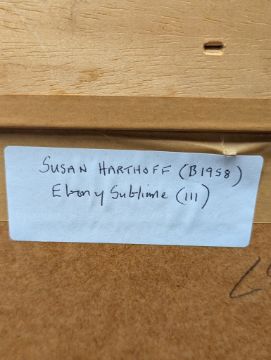 SUSAN HARTHOFF (B1958)
Ebony Sublime (III)